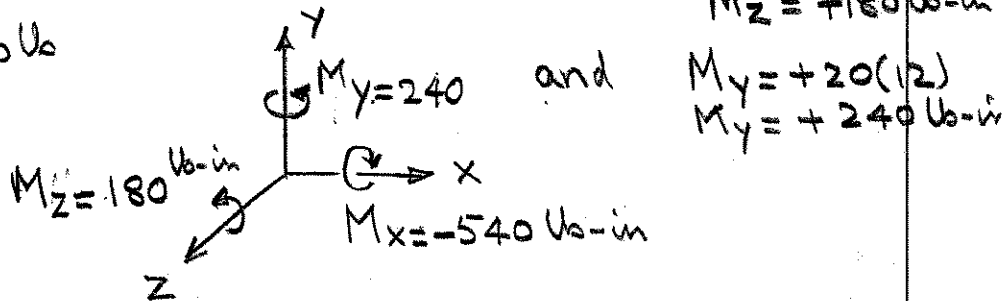 lb
Mz = +180 lb-in
Y
My=240
and
My= +20(12)
My= +240 lb-in
Mz=180 lb-in
X
Mx=-540 lb-in
Z